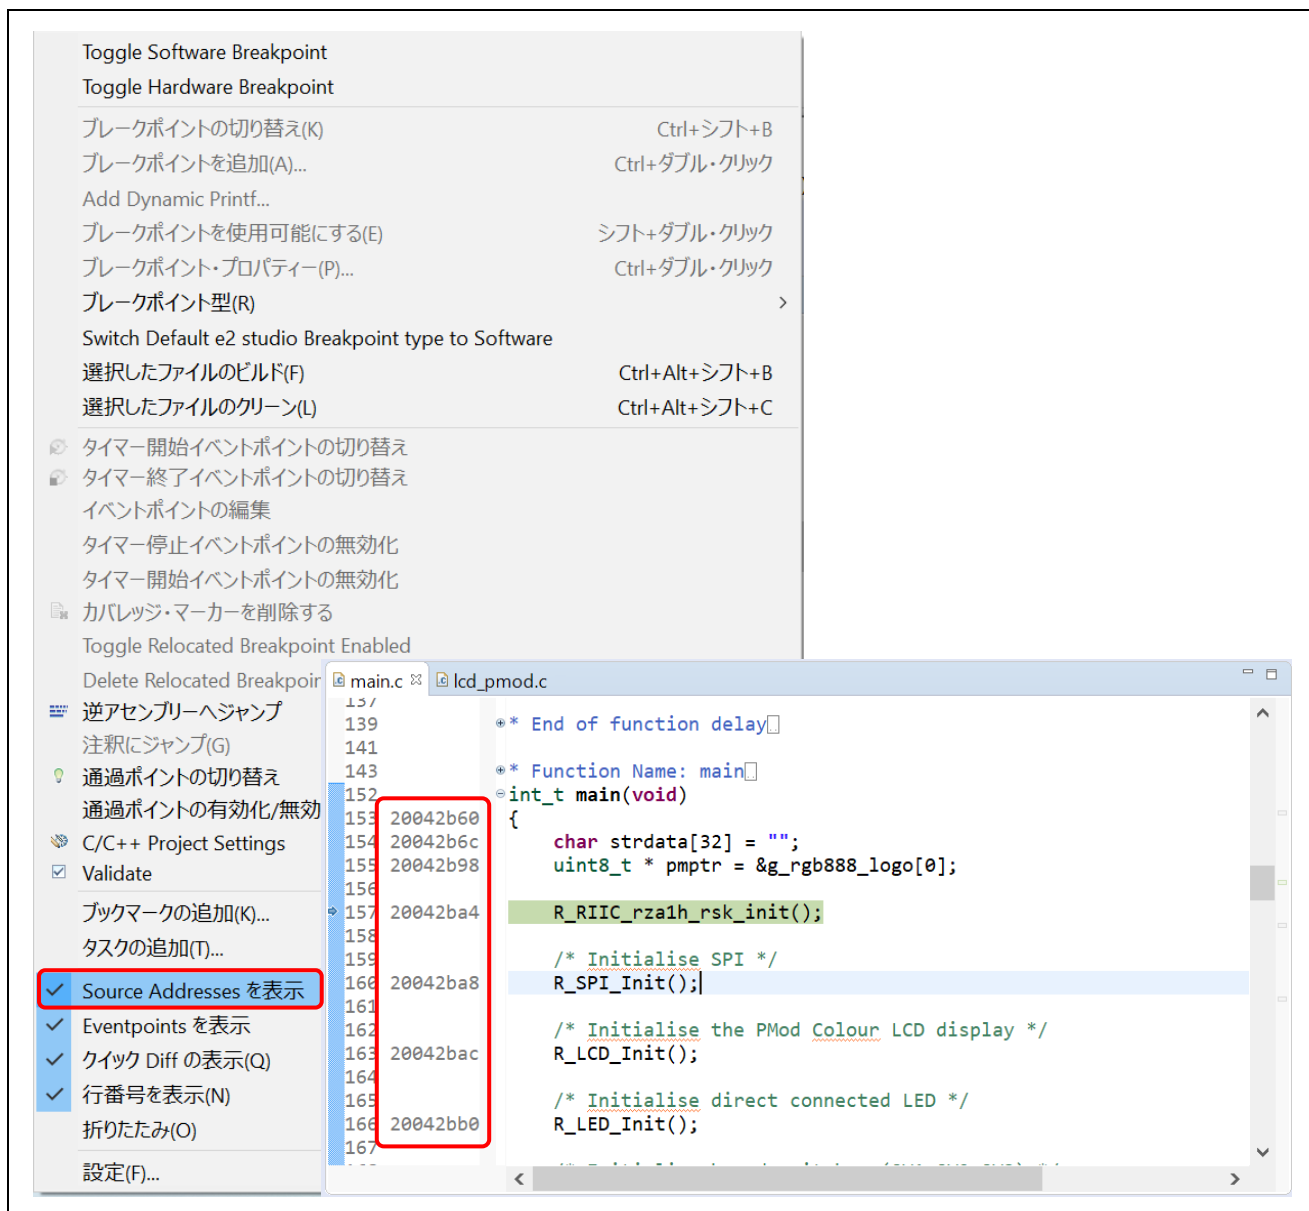 Toggle Software Breakpoint
Toggle Hardware Breakpoint
ブレークポイントの切り替え(K) Ctrl+シフト+B
ブレークポイントを追加(A)... Ctrl+ダブル・クリック
Add Dynamic Printf...
ブレークポイントを使用可能にする(E) シフト+ダブル・クリック
ブレークポイント・プロパティー(P)... Ctrl+ダブル・クリック
ブレークポイント型(R)
Switch Default e2 studio Breakpoint type to Software
選択したファイルのビルド(F) Ctrl+Alt+シフト+B
選択したファイルのクリーン(L) Ctrl+Alt+シフト+C
タイマー開始イベントポイントの切り替え
タイマー終了イベントポイントの切り替え
イベントポイントの編集
タイマー停止イベントポイントの無効化
タイマー開始イベントポイントの無効化
カバレッジ・マーカーを削除する
Toggle Relocated Breakpoint Enabled
Delete Relocated Breakpoin
逆アセンブリーへジャンプ
注釈にジャンプ(G)
通過ポイントの切り替え
通過ポイントの有効化/無効
C/C++ Project Settings
Validate
ブックマークの追加(K)...
タスクの追加(T)...
Source Addresses を表示
Eventpoints を表示
クイック Diff の表示(Q)
行番号を表示(N)
折りたたみ(O)
設定(F)...
main.c lcd_pmod.c
137
139 * End of function delay
141
143 * Function Name: main
152 int_t main(void)
153 20042b60 {
154 20042b6c char strdata[32] = "";
155 20042b98 uint8_t * pmptr = &g_rgb888_logo[0];
156
157 20042ba4 R_RIIC_rza1h_rsk_init();
158
159 /* Initialise SPI */
160 20042ba8 R_SPI_Init();
161
162 /* Initialise the PMod Colour LCD display */
163 20042bac R_LCD_Init();
164
165 /* Initialise direct connected LED */
166 20042bb0 R_LED_Init();
167